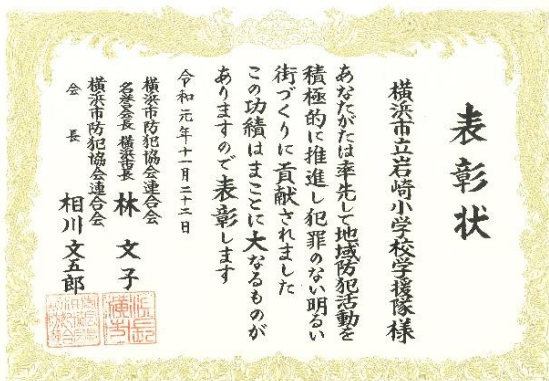 表彰状
横浜市立岩崎小学校学援隊様
あなたがたは率先して地域防犯活動を
積極的に推進し犯罪のない明るい
街づくりに貢献されました
この功績はまことに大なるものが
ありますので表彰します
令和元年十一月二十二日
横浜市防犯協会連合会
名誉会長 横浜市長 林 文子
横浜市防犯協会連合会
会長 相川文五郎